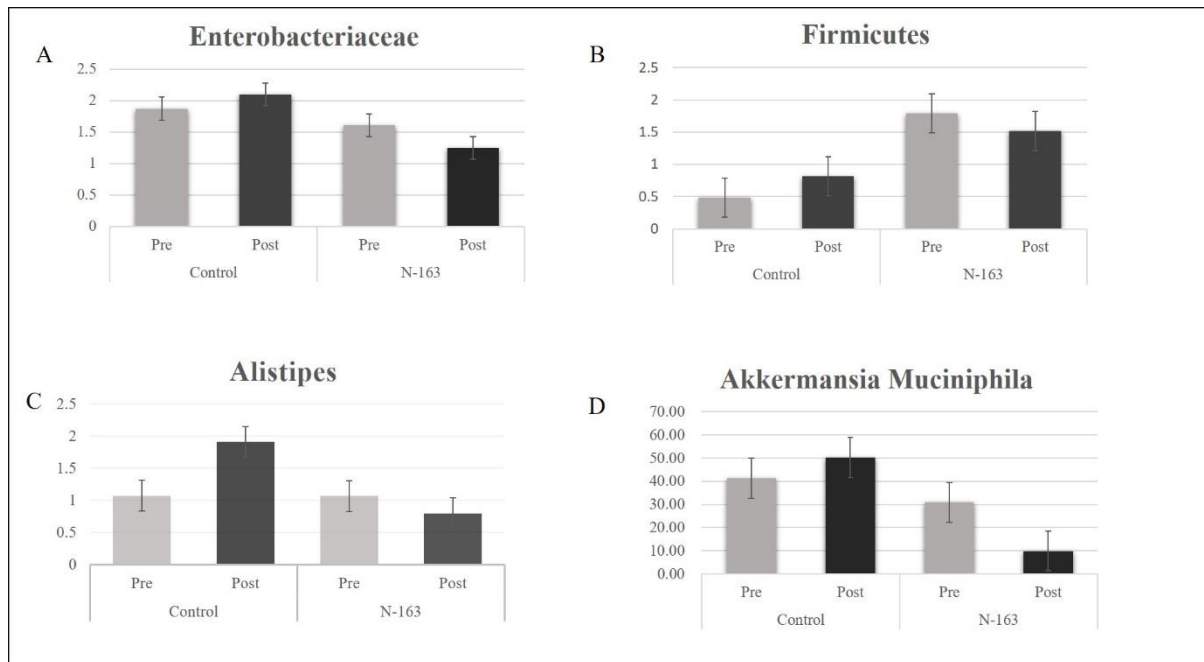 A
Enterobacteriaceae
2.5
2
1.5
1
0.5
0
Pre
Post
Pre
Post
Control
N-163
B
Firmicutes
2.5
2
1.5
1
0.5
0
Pre
Post
Pre
Post
Control
N-163
C
Alistipes
2.5
2
1.5
1
0.5
0
Pre
Post
Pre
Post
Control
N-163
D
Akkermansia Muciniphila
70.00
60.00
50.00
40.00
30.00
20.00
10.00
0.00
Pre
Post
Pre
Post
Control
N-163